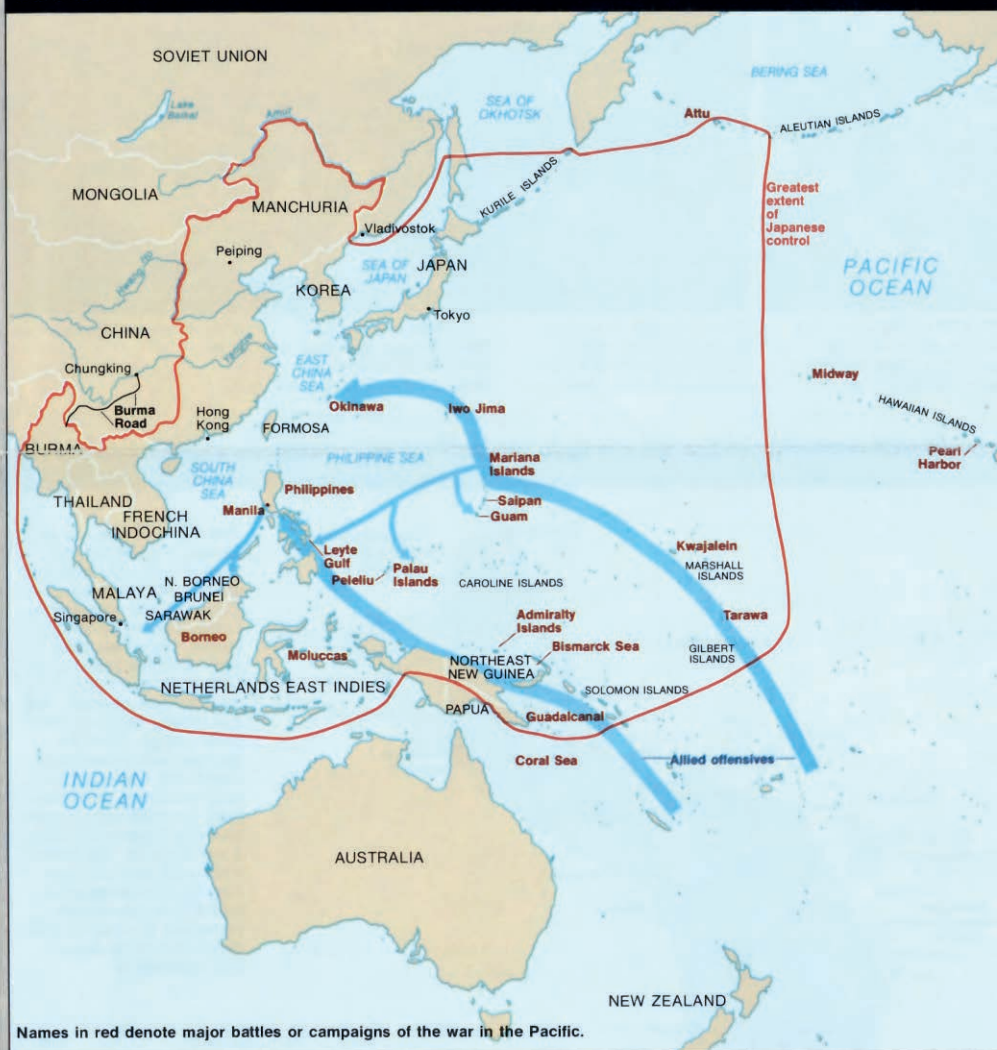 SOVIET UNION
BERING SEA
Lake
Baikal
Amur
SEA OF
OKHOTSK
Attu
ALEUTIAN ISLANDS
MONGOLIA
MANCHURIA
KURILE ISLANDS
Greatest
extent
of
Japanese
control
Vladivostok
Peiping
SEA OF
JAPAN
JAPAN
PACIFIC
OCEAN
KOREA
Hwang Ho
Tokyo
CHINA
Yangtze
Chungking
EAST
CHINA
SEA
Midway
Burma
Road
Okinawa
Iwo Jima
HAWAIIAN ISLANDS
Hong
Kong
FORMOSA
BURMA
Pearl
Harbor
PHILIPPINE SEA
Mariana
Islands
SOUTH
CHINA
SEA
Philippines
THAILAND
Manila
Saipan
Guam
FRENCH
INDOCHINA
Leyte
Gulf
Kwajalein
MARSHALL
ISLANDS
Peleliu
Palau
Islands
CAROLINE ISLANDS
N. BORNEO
BRUNEI
MALAYA
Singapore
SARAWAK
Tarawa
Admiralty
Islands
Borneo
Bismarck Sea
GILBERT
ISLANDS
Moluccas
NORTHEAST
NEW GUINEA
NETHERLANDS EAST INDIES
SOLOMON ISLANDS
PAPUA
Guadalcanal
Coral Sea
Allied offensives
INDIAN
OCEAN
AUSTRALIA
NEW ZEALAND
Names in red denote major battles or campaigns of the war in the Pacific.